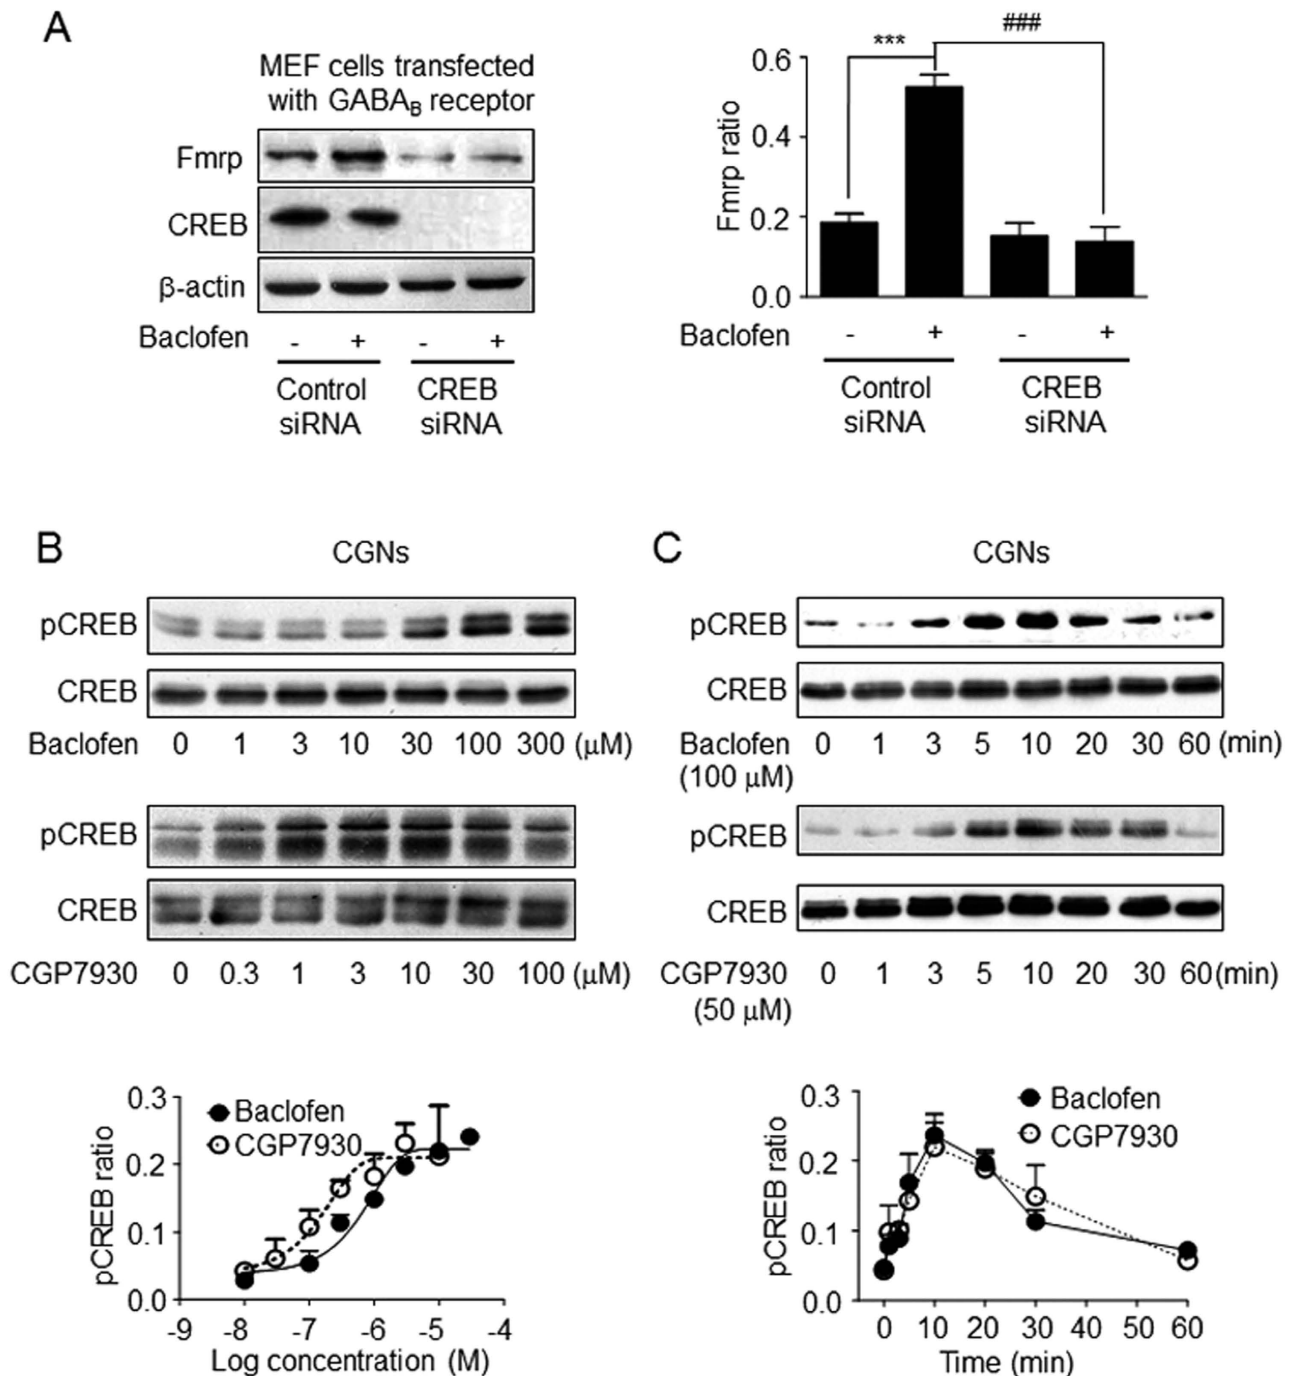 A
MEF cells transfected
with GABAB receptor
Fmrp
CREB
β-actin
Baclofen - + - +
Control CREB
siRNA siRNA
*** ###
0.6
0.4
0.2
0.0
Fmrp ratio
Baclofen - + - +
Control CREB
siRNA siRNA
B
CGNs
pCREB
CREB
Baclofen 0 1 3 10 30 100 300 (μM)
pCREB
CREB
CGP7930 0 0.3 1 3 10 30 100 (μM)
0.3
0.2
0.1
0.0
pCREB ratio
Baclofen
CGP7930
-9 -8 -7 -6 -5 -4
Log concentration (M)
C
CGNs
pCREB
CREB
Baclofen 0 1 3 5 10 20 30 60 (min)
(100 μM)
pCREB
CREB
CGP7930 0 1 3 5 10 20 30 60 (min)
(50 μM)
0.3
0.2
0.1
0.0
pCREB ratio
Baclofen
CGP7930
0 10 20 30 40 50 60
Time (min)